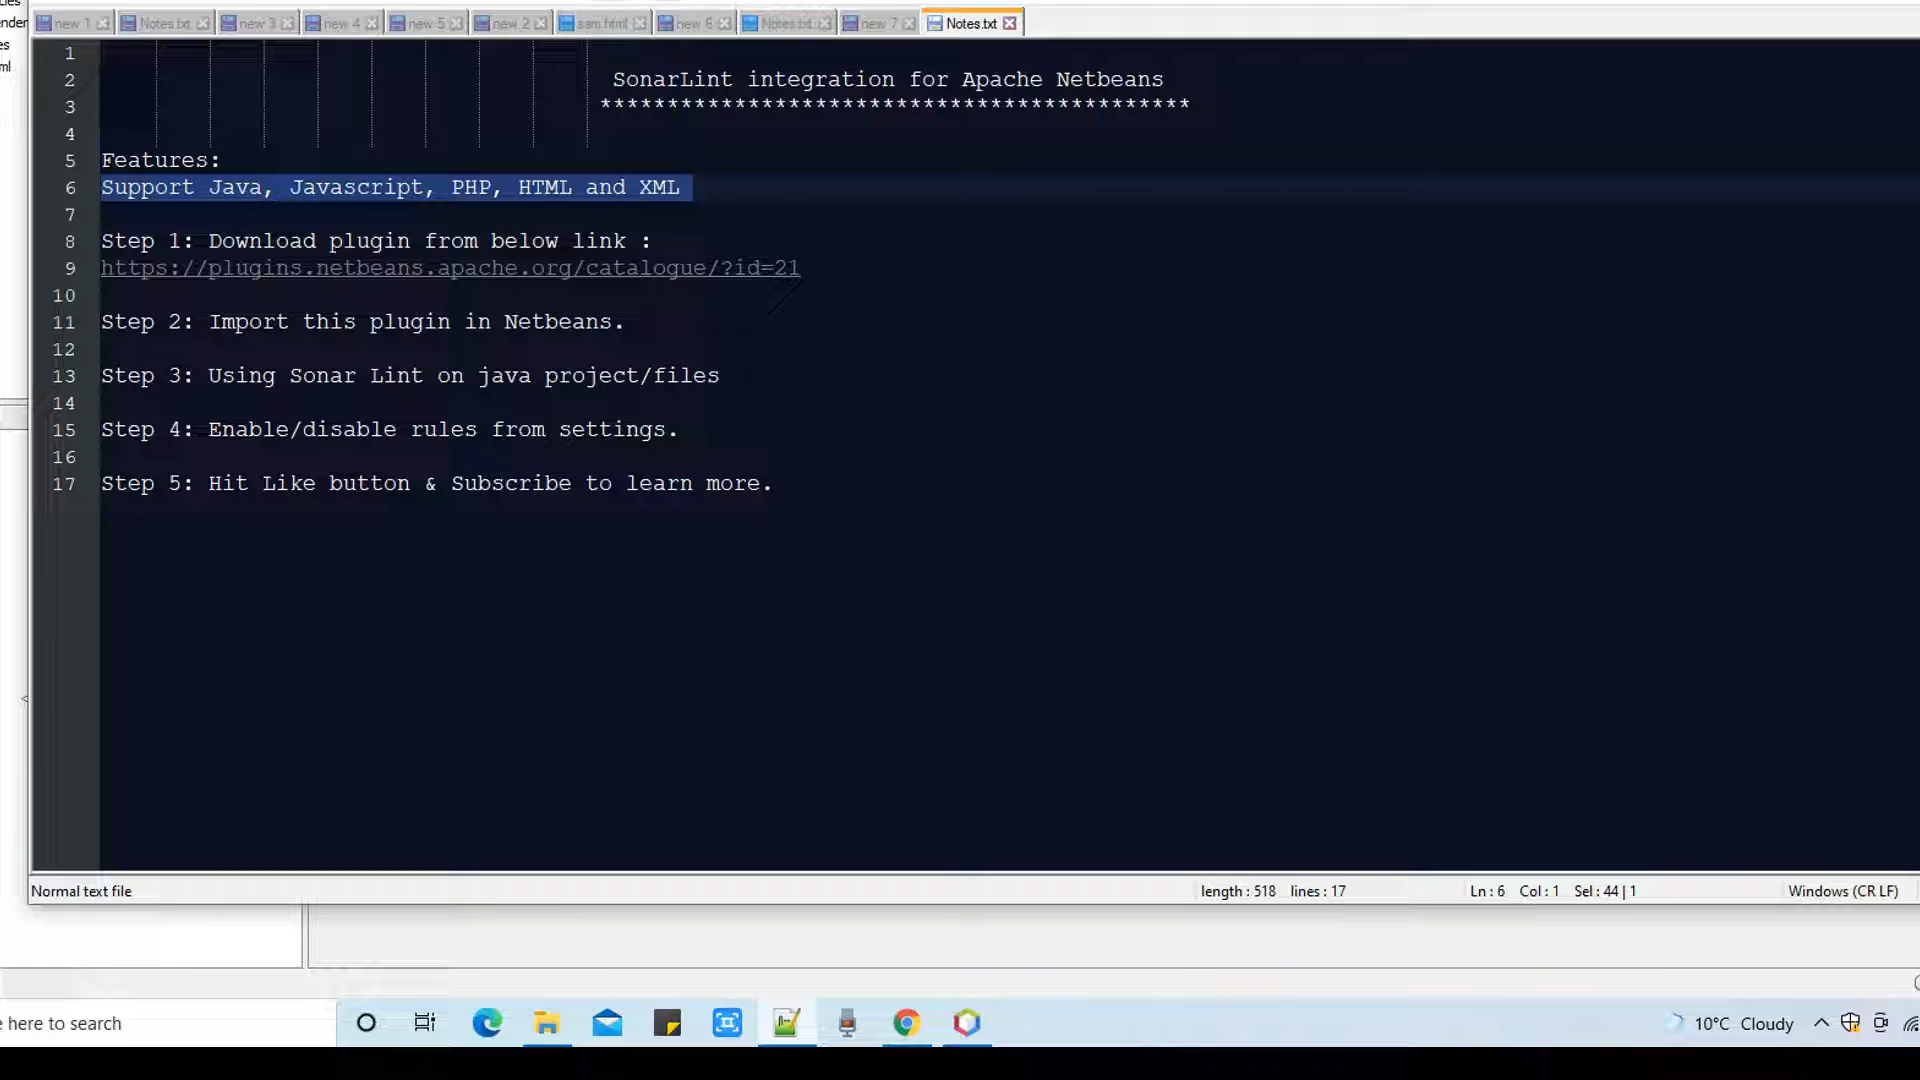 cies
ender
es
ml
new 1
Notes.txt
new 3
new 4
new 5
new 2
sam.html
new 6
Notes.txt
new 7
Notes.txt
1
2 SonarLint integration for Apache Netbeans
3 ********************************************
4
5 Features:
6 Support Java, Javascript, PHP, HTML and XML
7
8 Step 1: Download plugin from below link :
9 https://plugins.netbeans.apache.org/catalogue/?id=21
10
11 Step 2: Import this plugin in Netbeans.
12
13 Step 3: Using Sonar Lint on java project/files
14
15 Step 4: Enable/disable rules from settings.
16
17 Step 5: Hit Like button & Subscribe to learn more.
Normal text file
length : 518 lines : 17
Ln : 6 Col : 1 Sel : 44 | 1
Windows (CR LF)
e here to search
10°C Cloudy